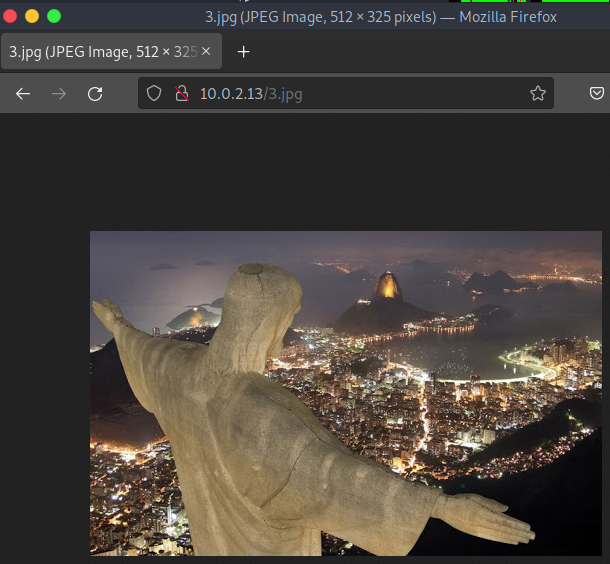 3.jpg (JPEG Image, 512 × 325 pixels) — Mozilla Firefox
3.jpg (JPEG Image, 512 × 325
10.0.2.13/3.jpg